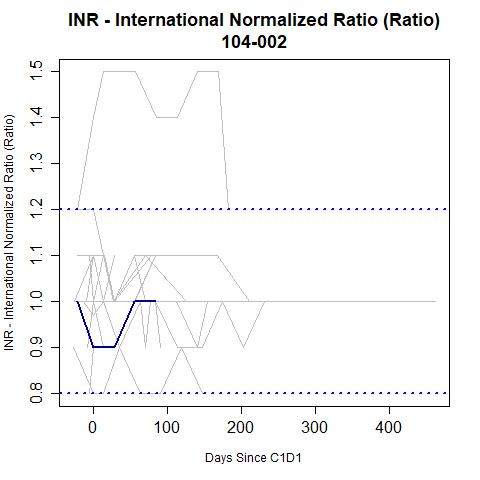 INR - International Normalized Ratio (Ratio)
104-002
INR - International Normalized Ratio (Ratio)
1.5
1.4
1.3
1.2
1.1
1.0
0.9
0.8
0 100 200 300 400
Days Since C1D1